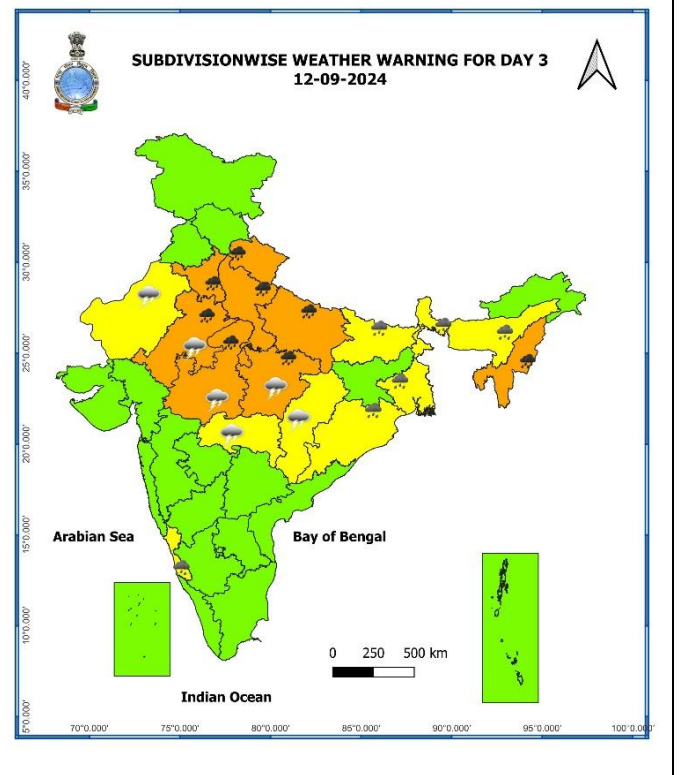 SUBDIVISIONWISE WEATHER WARNING FOR DAY 3
12-09-2024
40°0.000'
35°0.000'
30°0.000'
25°0.000'
20°0.000'
15°0.000'
10°0.000'
5°0.000'
Arabian Sea
Bay of Bengal
0 250 500 km
Indian Ocean
70°0.000' 75°0.000' 80°0.000' 85°0.000' 90°0.000' 95°0.000' 100°0.000'